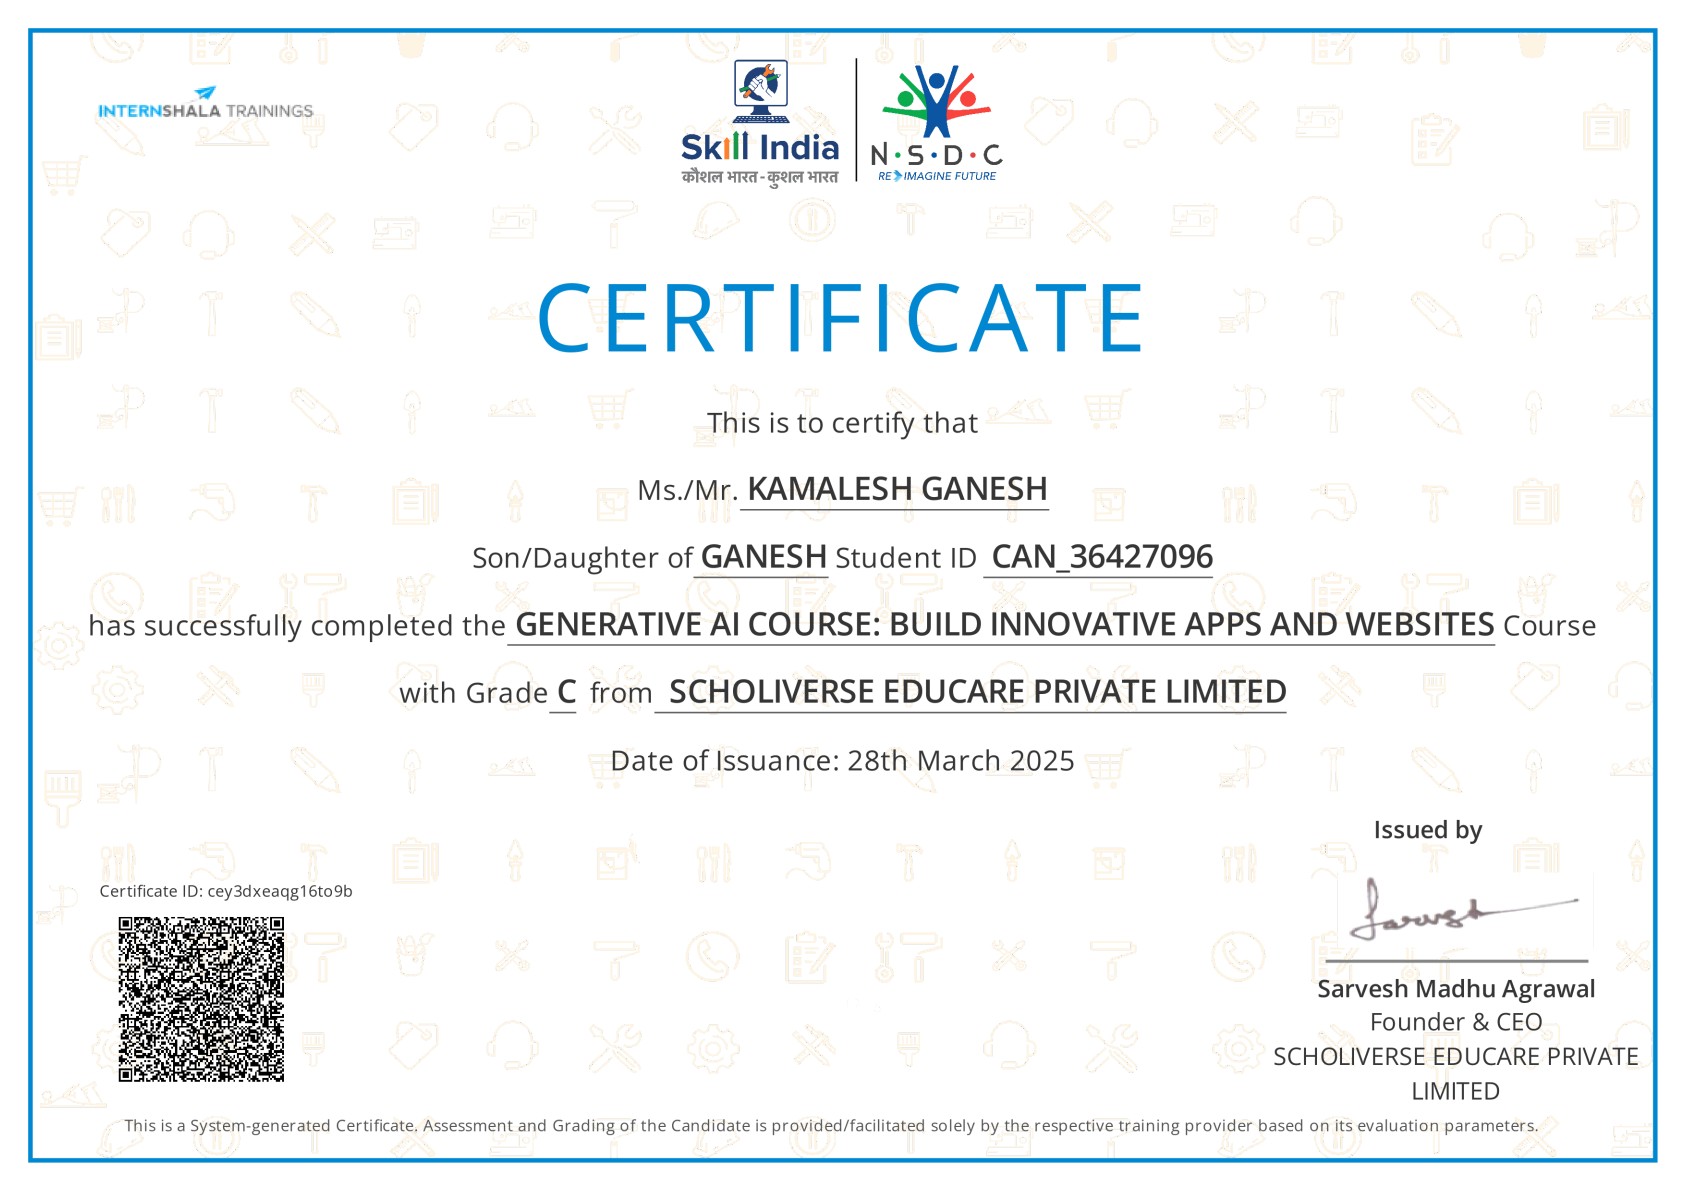 INTERNSHALA TRAININGS
Skill India
कौशल भारत - कुशल भारत
N·S·D·C
RE IMAGINE FUTURE
CERTIFICATE
This is to certify that
Ms./Mr. KAMALESH GANESH
Son/Daughter of GANESH Student ID CAN_36427096
has successfully completed the GENERATIVE AI COURSE: BUILD INNOVATIVE APPS AND WEBSITES Course
with Grade C from SCHOLIVERSE EDUCARE PRIVATE LIMITED
Date of Issuance: 28th March 2025
Issued by
Certificate ID: cey3dxeaqg16to9b
Sarvesh
Sarvesh Madhu Agrawal
Founder & CEO
SCHOLIVERSE EDUCARE PRIVATE
LIMITED
This is a System-generated Certificate. Assessment and Grading of the Candidate is provided/facilitated solely by the respective training provider based on its evaluation parameters.